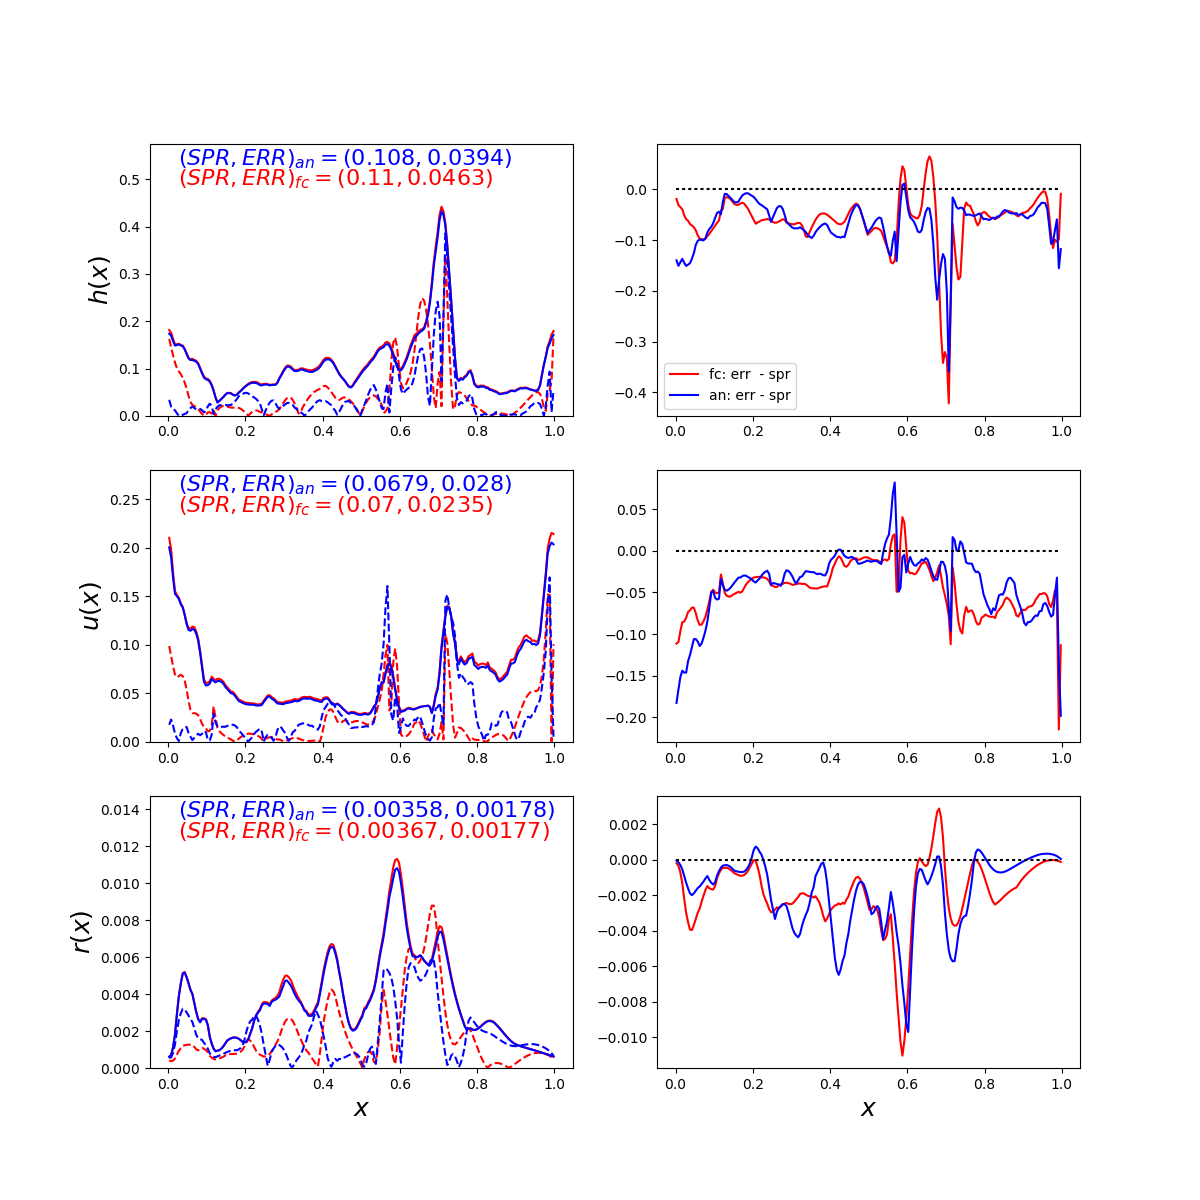 (SPR, ERR)an = (0.108, 0.0394)
(SPR, ERR)fc = (0.11, 0.0463)
h(x)
0.5
0.4
0.3
0.2
0.1
0.0
0.0 0.2 0.4 0.6 0.8 1.0
0.0
−0.1
−0.2
−0.3
−0.4
fc: err - spr
an: err - spr
0.0 0.2 0.4 0.6 0.8 1.0
(SPR, ERR)an = (0.0679, 0.028)
(SPR, ERR)fc = (0.07, 0.0235)
u(x)
0.25
0.20
0.15
0.10
0.05
0.00
0.0 0.2 0.4 0.6 0.8 1.0
0.05
0.00
−0.05
−0.10
−0.15
−0.20
0.0 0.2 0.4 0.6 0.8 1.0
(SPR, ERR)an = (0.00358, 0.00178)
(SPR, ERR)fc = (0.00367, 0.00177)
r(x)
0.014
0.012
0.010
0.008
0.006
0.004
0.002
0.000
0.0 0.2 0.4 0.6 0.8 1.0
x
0.002
0.000
−0.002
−0.004
−0.006
−0.008
−0.010
0.0 0.2 0.4 0.6 0.8 1.0
x